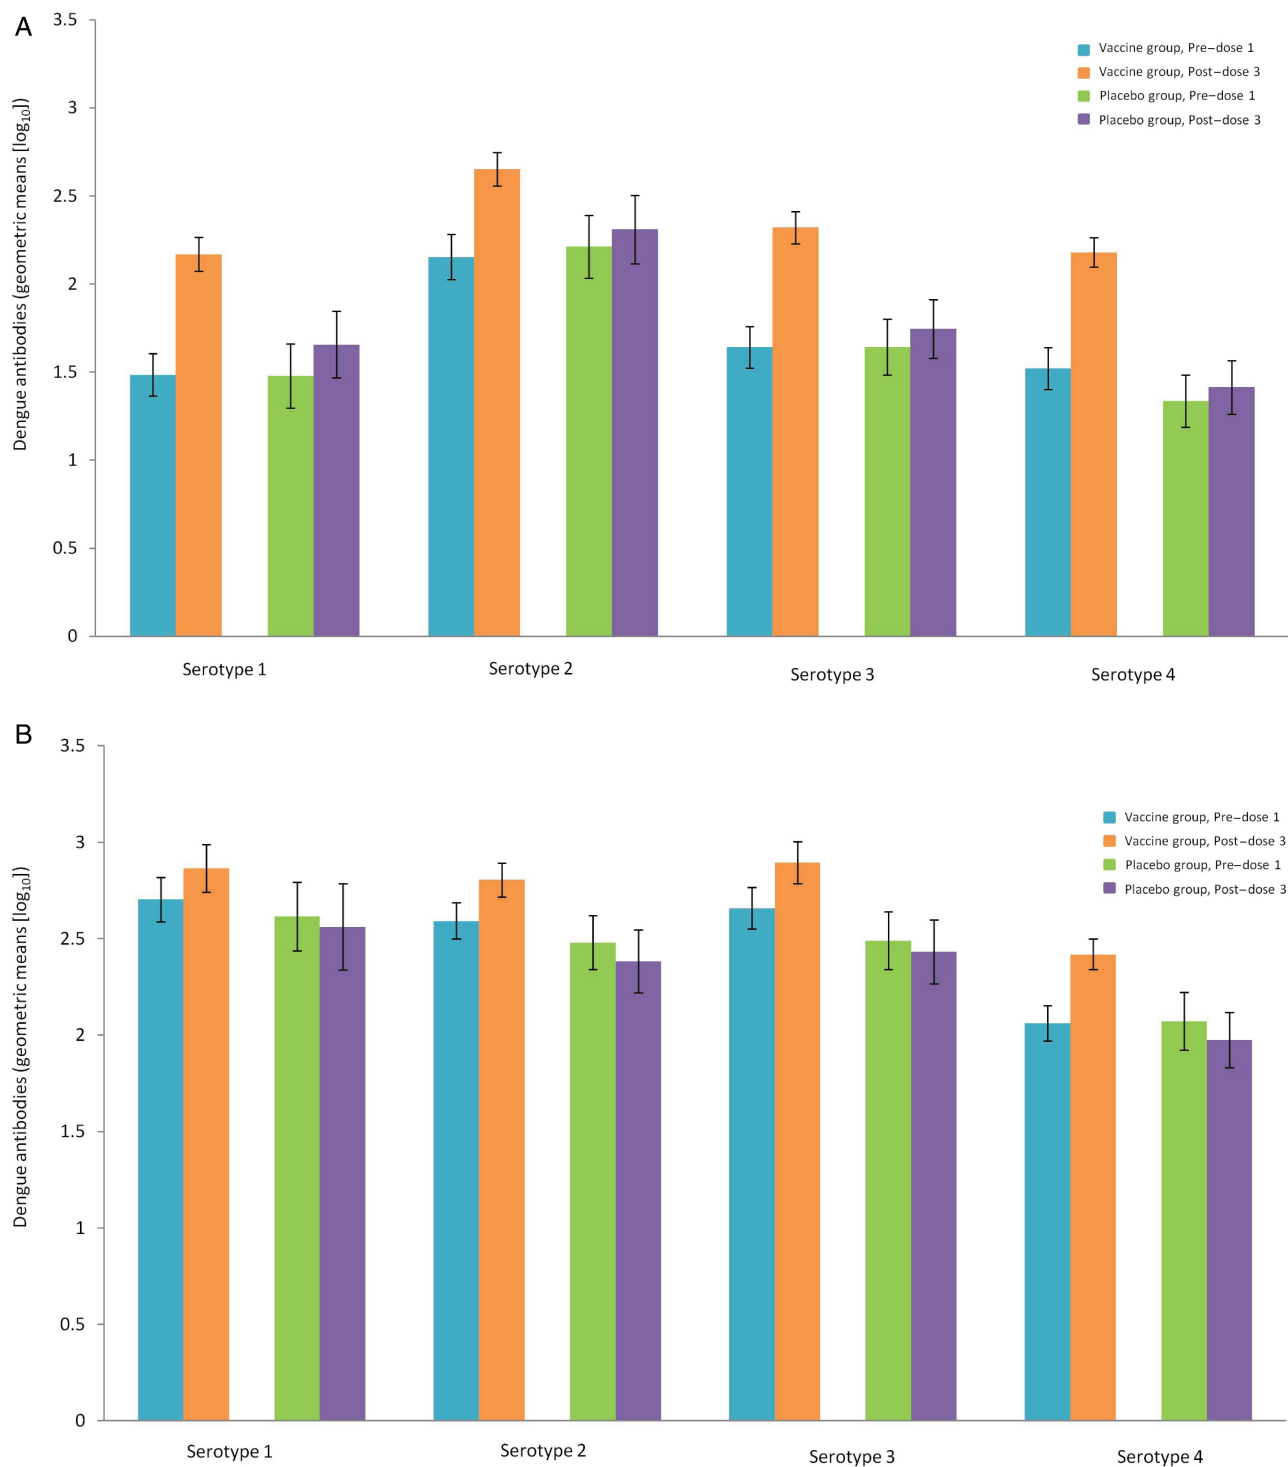 A
3.5
3
2.5
2
1.5
1
0.5
0
Dengue antibodies (geometric means [log10])
Vaccine group, Pre−dose 1
Vaccine group, Post−dose 3
Placebo group, Pre−dose 1
Placebo group, Post−dose 3
Serotype 1
Serotype 2
Serotype 3
Serotype 4
B
3.5
3
2.5
2
1.5
1
0.5
0
Dengue antibodies (geometric means [log10])
Vaccine group, Pre−dose 1
Vaccine group, Post−dose 3
Placebo group, Pre−dose 1
Placebo group, Post−dose 3
Serotype 1
Serotype 2
Serotype 3
Serotype 4